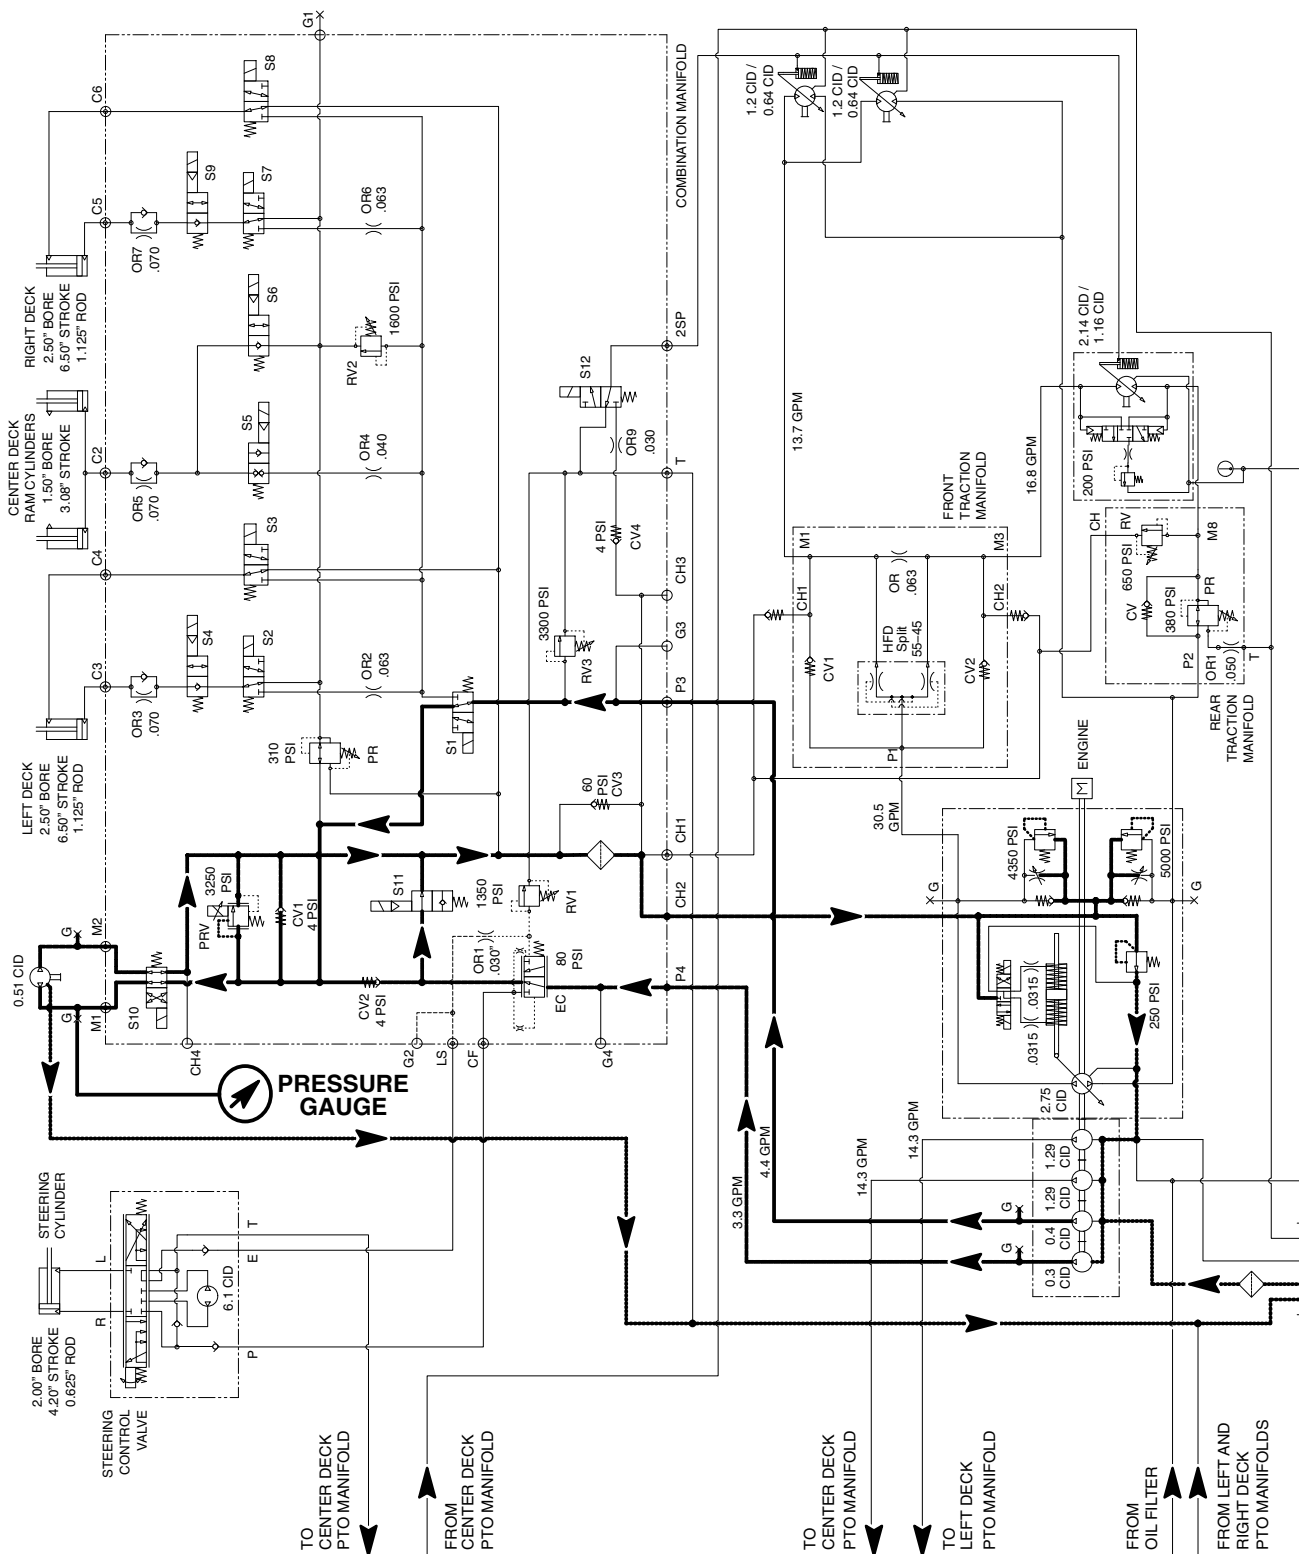 G1
C6
S8
C5
OR7
.070
S9
S7
OR6
.063
RIGHT DECK
2.50" BORE
6.50" STROKE
1.125" ROD
S6
RV2
1600 PSI
CENTER DECK
RAM CYLINDERS
1.50" BORE
3.08" STROKE
C2
OR5
.070
S5
OR4
.040
C4
S3
C3
OR3
.070
S4
S2
OR2
.063
LEFT DECK
2.50" BORE
6.50" STROKE
1.125" ROD
COMBINATION MANIFOLD
2SP
S12
OR9
.030
T
4 PSI
CV4
CH3
3300 PSI
RV3
G3
P3
S1
310
PSI
PR
60
PSI
CV3
CH1
CH2
3250
PSI
PRV
CV1
4 PSI
S11
1350
PSI
RV1
OR1
.030"
80
PSI
EC
P4
CV2
4 PSI
M2
G
0.51 CID
G
M1
S10
CH4
G2
LS
CF
G4
PRESSURE
GAUGE
STEERING
CYLINDER
L
R
T
E
P
6.1 CID
2.00" BORE
4.20" STROKE
0.625" ROD
STEERING
CONTROL
VALVE
TO
CENTER DECK
PTO MANIFOLD
FROM
CENTER DECK
PTO MANIFOLD
1.2 CID /
0.64 CID
1.2 CID /
0.64 CID
13.7 GPM
16.8 GPM
2.14 CID /
1.16 CID
200 PSI
FRONT
TRACTION
MANIFOLD
M1
M3
CH1
CH2
OR
.063
HFD
Split
55-45
CV1
CV2
P1
CH
RV
650 PSI
M8
CV
380 PSI
PR
P2
OR1
.050
T
REAR
TRACTION
MANIFOLD
30.5
GPM
M
ENGINE
4350 PSI
5000 PSI
G
G
.0315
.0315
250 PSI
2.75
CID
3.3 GPM
4.4 GPM
14.3 GPM
14.3 GPM
1.29
CID
1.29
CID
0.4
CID
0.3
CID
G
G
TO
CENTER DECK
PTO MANIFOLD
TO
LEFT DECK
PTO MANIFOLD
FROM
OIL FILTER
FROM LEFT AND
RIGHT DECK
PTO MANIFOLDS